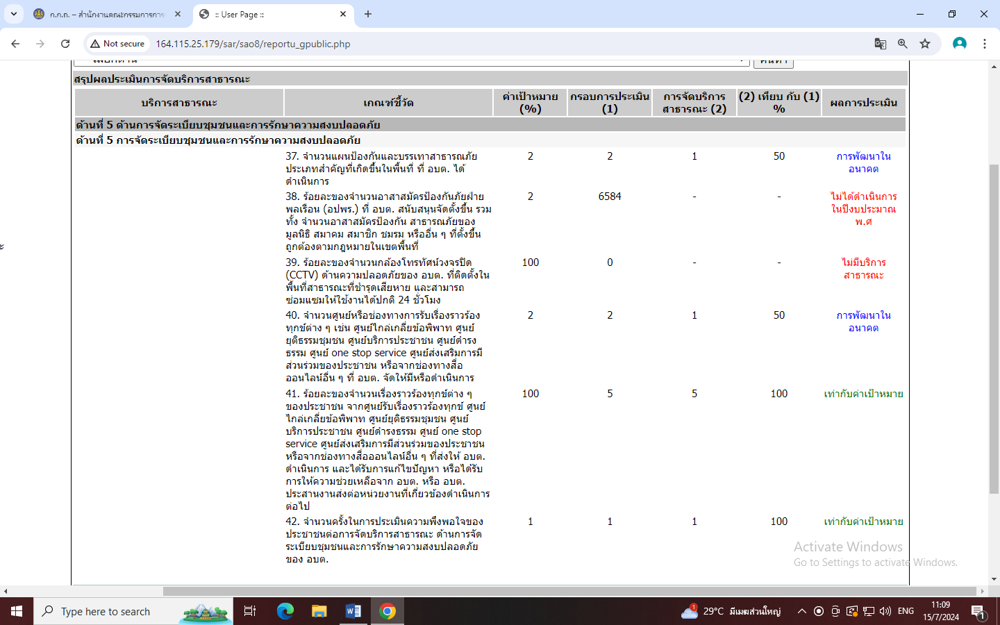 ก.ก.ถ. – สำนักงานคณะกรรมการการ
:: User Page ::
Not secure
164.115.25.179/sar/sao8/reportu_gpublic.php
ค้นหา
สรุปผลประเมินการจัดบริการสาธารณะ
บริการสาธารณะ
เกณฑ์ชี้วัด
ค่าเป้าหมาย
(%)
กรอบการประเมิน
(1)
การจัดบริการ
สาธารณะ (2)
(2) เทียบ กับ (1)
%
ผลการประเมิน
ด้านที่ 5 ด้านการจัดระเบียบชุมชนและการรักษาความสงบปลอดภัย
ด้านที่ 5 การจัดระเบียบชุมชนและการรักษาความสงบปลอดภัย
37. จำนวนแผนป้องกันและบรรเทาสาธารณภัย
ประเภทสำคัญที่เกิดขึ้นในพื้นที่ ที่ อบต. ได้
ดำเนินการ
2
2
1
50
การพัฒนาใน
อนาคต
38. ร้อยละของจำนวนอาสาสมัครป้องกันภัยฝ่าย
พลเรือน (อปพร.) ที่ อบต. สนับสนุนจัดตั้งขึ้น รวม
ทั้ง จำนวนอาสาสมัครป้องกัน สาธารณภัยของ
มูลนิธิ สมาคม สมาชิก ชมรม หรืออื่น ๆ ที่ตั้งขึ้น
ถูกต้องตามกฎหมายในเขตพื้นที่
2
6584
-
-
ไม่ได้ดำเนินการ
ในปีงบประมาณ
พ.ศ
ะ
39. ร้อยละของจำนวนกล้องโทรทัศน์วงจรปิด
(CCTV) ด้านความปลอดภัยของ อบต. ที่ติดตั้งใน
พื้นที่สาธารณะที่ชำรุดเสียหาย และสามารถ
ซ่อมแซมให้ใช้งานได้ปกติ 24 ชั่วโมง
100
0
-
-
ไม่มีบริการ
สาธารณะ
40. จำนวนศูนย์หรือช่องทางการรับเรื่องราวร้อง
ทุกข์ต่าง ๆ เช่น ศูนย์ไกล่เกลี่ยข้อพิพาท ศูนย์
ยุติธรรมชุมชน ศูนย์บริการประชาชน ศูนย์ดำรง
ธรรม ศูนย์ one stop service ศูนย์ส่งเสริมการมี
ส่วนร่วมของประชาชน หรือจากช่องทางสื่อ
ออนไลน์อื่น ๆ ที่ อบต. จัดให้มีหรือดำเนินการ
2
2
1
50
การพัฒนาใน
อนาคต
41. ร้อยละของจำนวนเรื่องราวร้องทุกข์ต่าง ๆ
ของประชาชน จากศูนย์รับเรื่องราวร้องทุกข์ ศูนย์
ไกล่เกลี่ยข้อพิพาท ศูนย์ยุติธรรมชุมชน ศูนย์
บริการประชาชน ศูนย์ดำรงธรรม ศูนย์ one stop
service ศูนย์ส่งเสริมการมีส่วนร่วมของประชาชน
หรือจากช่องทางสื่อออนไลน์อื่น ๆ ที่ส่งให้ อบต.
ดำเนินการ และได้รับการแก้ไขปัญหา หรือได้รับ
การให้ความช่วยเหลือจาก อบต. หรือ อบต.
ประสานงานส่งต่อหน่วยงานที่เกี่ยวข้องดำเนินการ
ต่อไป
100
5
5
100
เท่ากับค่าเป้าหมาย
42. จำนวนครั้งในการประเมินความพึงพอใจของ
ประชาชนต่อการจัดบริการสาธารณะ ด้านการจัด
ระเบียบชุมชนและการรักษาความสงบปลอดภัย
ของ อบต.
1
1
1
100
เท่ากับค่าเป้าหมาย
Activate Windows
Go to Settings to activate Windows.
Type here to search
1
29°C มีเมฆส่วนใหญ่
ENG
11:09
15/7/2024
1